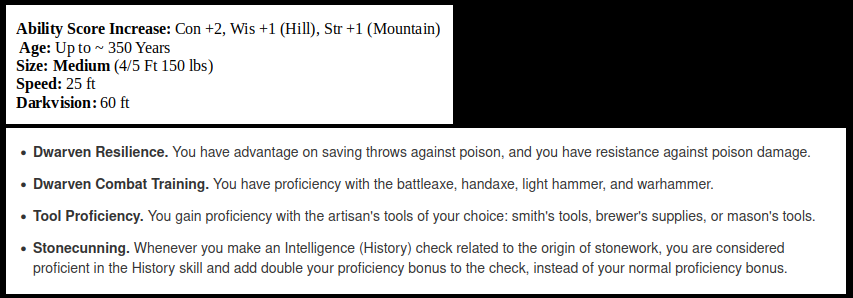 Ability Score Increase: Con +2, Wis +1 (Hill), Str +1 (Mountain)
Age: Up to ~ 350 Years
Size: Medium (4/5 Ft 150 lbs)
Speed: 25 ft
Darkvision: 60 ft
• Dwarven Resilience. You have advantage on saving throws against poison, and you have resistance against poison damage.
• Dwarven Combat Training. You have proficiency with the battleaxe, handaxe, light hammer, and warhammer.
• Tool Proficiency. You gain proficiency with the artisan's tools of your choice: smith's tools, brewer's supplies, or mason's tools.
• Stonecunning. Whenever you make an Intelligence (History) check related to the origin of stonework, you are considered
proficient in the History skill and add double your proficiency bonus to the check, instead of your normal proficiency bonus.